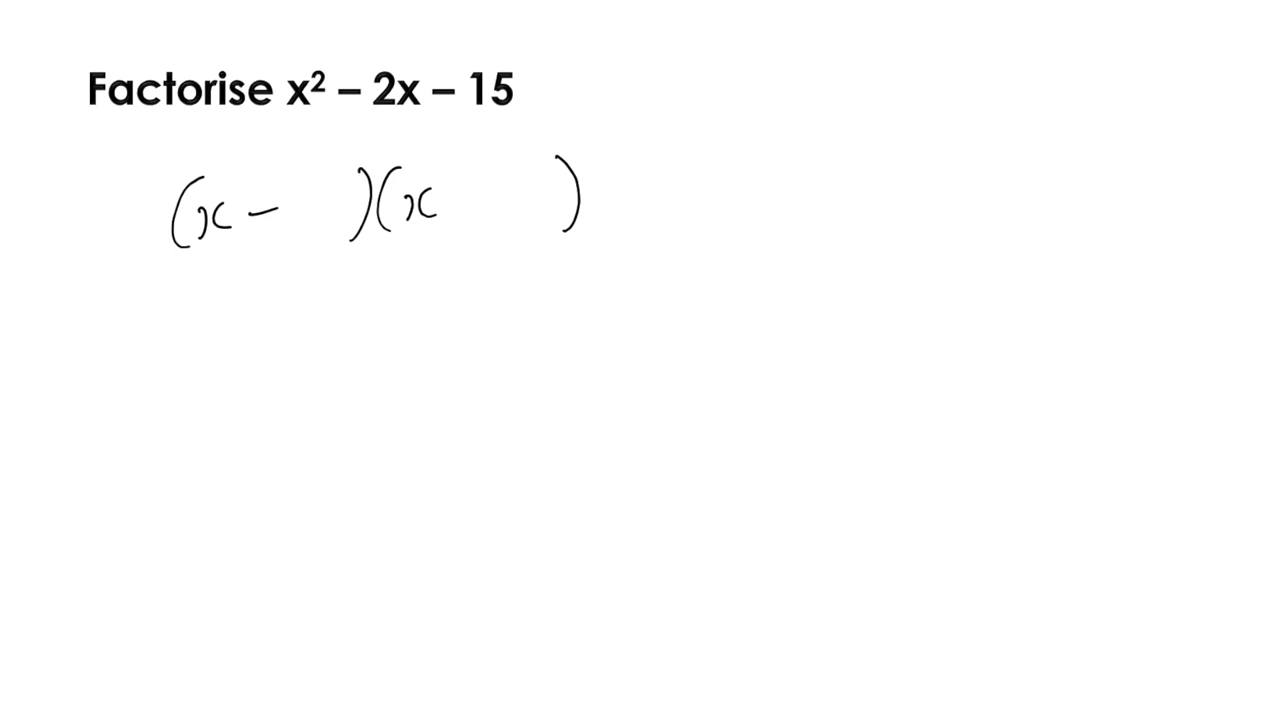 Factorise x² – 2x – 15
(x –   )(x   )